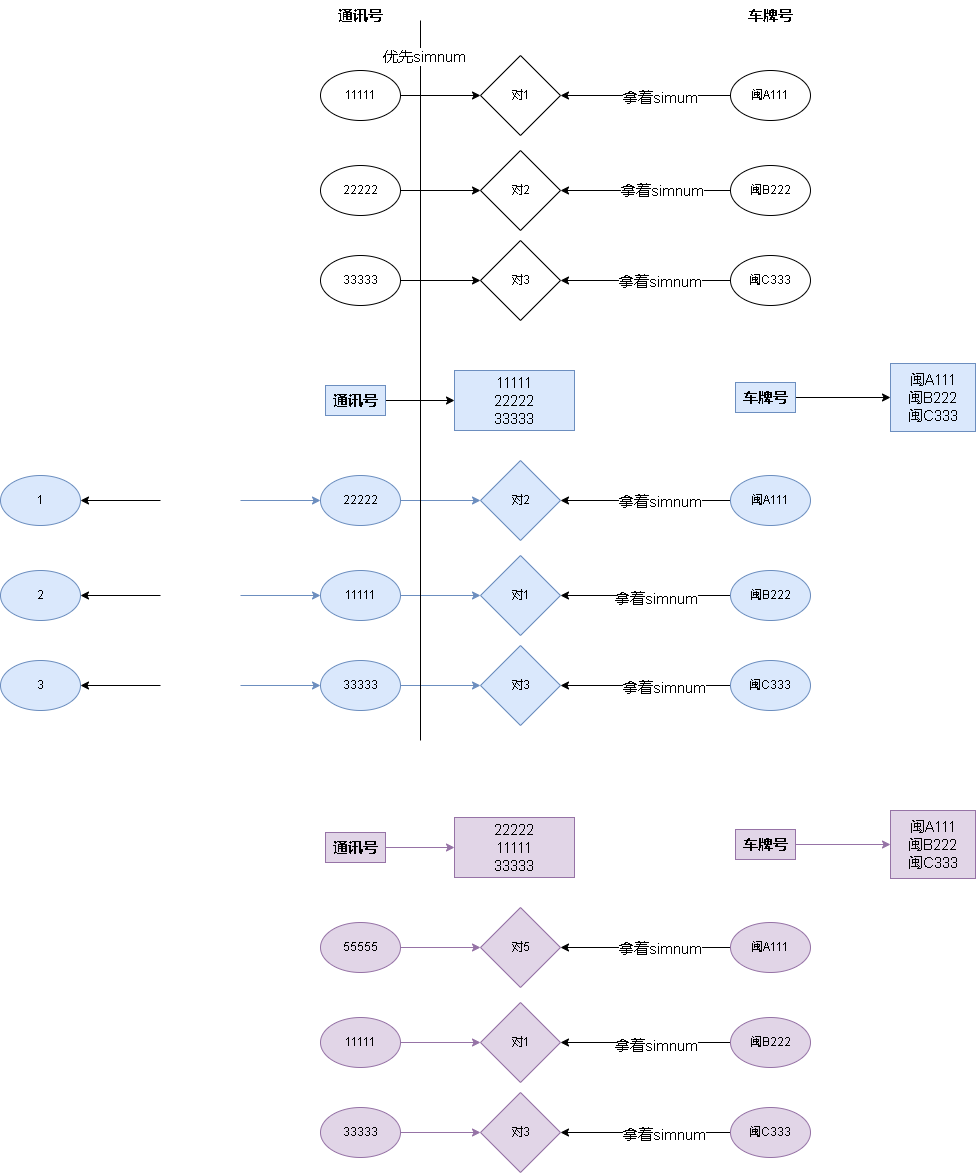 通讯号
车牌号
优先simnum
11111
对1
拿着simum
闽A111
22222
对2
拿着simnum
闽B222
33333
对3
拿着simnum
闽C333
通讯号
11111
22222
33333
车牌号
闽A111
闽B222
闽C333
1
22222
对2
拿着simnum
闽A111
2
11111
对1
拿着simnum
闽B222
3
33333
对3
拿着simnum
闽C333
通讯号
22222
11111
33333
车牌号
闽A111
闽B222
闽C333
55555
对5
拿着simnum
闽A111
11111
对1
拿着simnum
闽B222
33333
对3
拿着simnum
闽C333